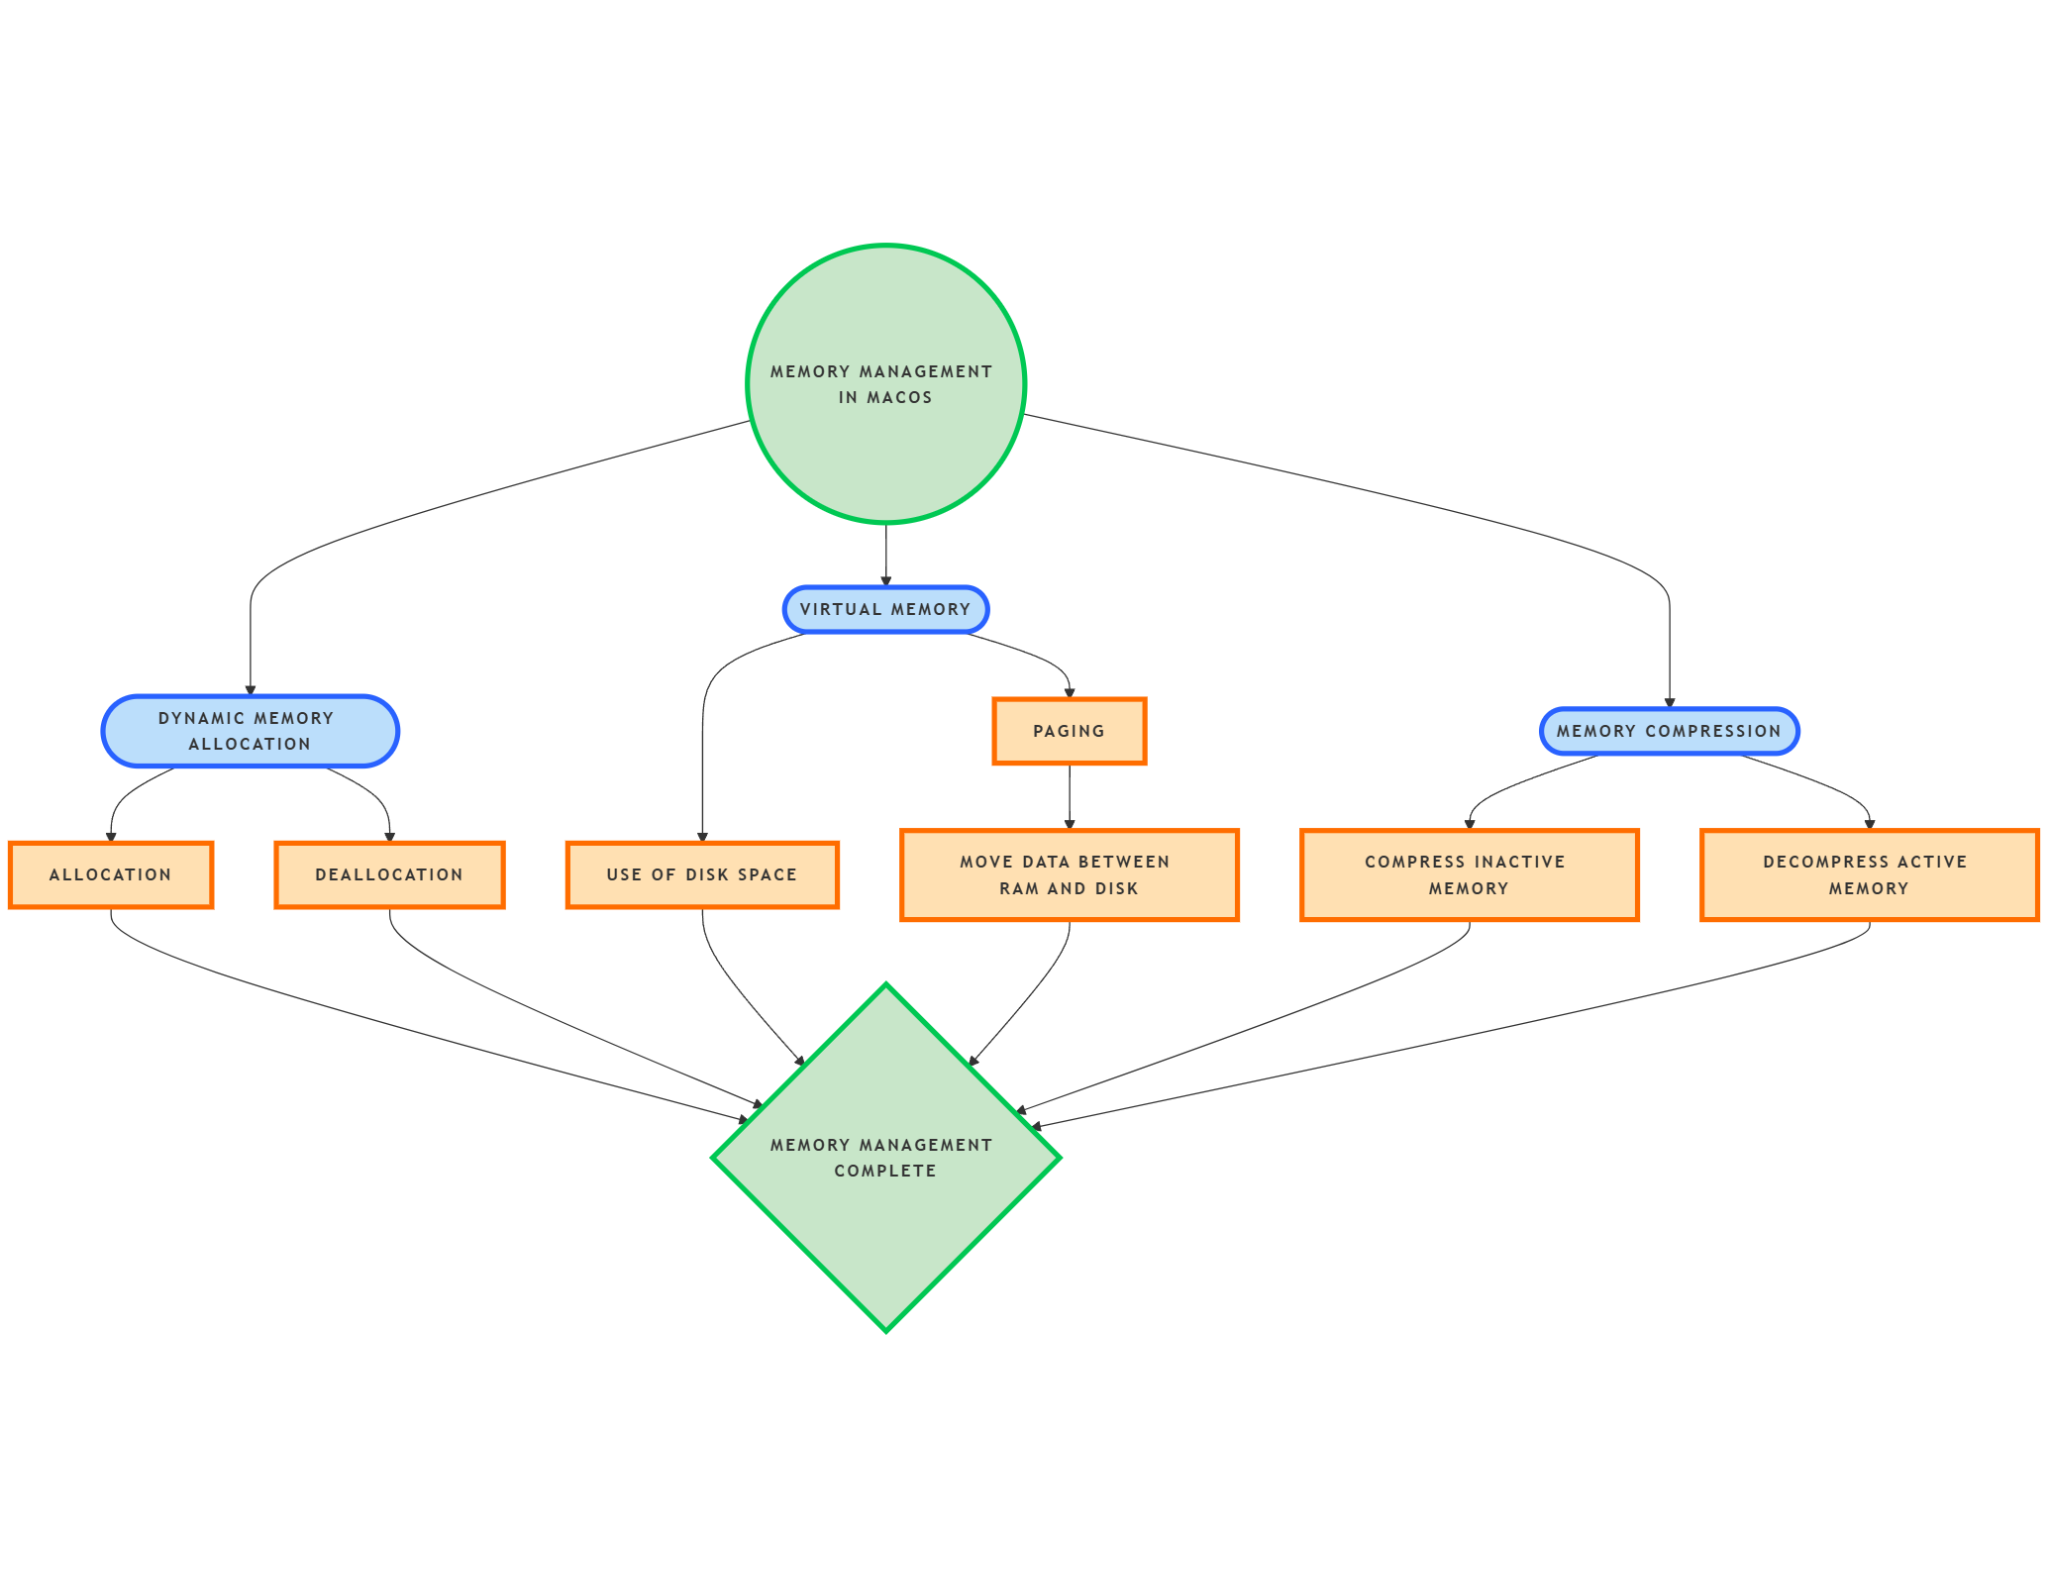 MEMORY MANAGEMENT
IN MACOS
VIRTUAL MEMORY
DYNAMIC MEMORY
ALLOCATION
PAGING
MEMORY COMPRESSION
ALLOCATION
DEALLOCATION
USE OF DISK SPACE
MOVE DATA BETWEEN
RAM AND DISK
COMPRESS INACTIVE
MEMORY
DECOMPRESS ACTIVE
MEMORY
MEMORY MANAGEMENT
COMPLETE